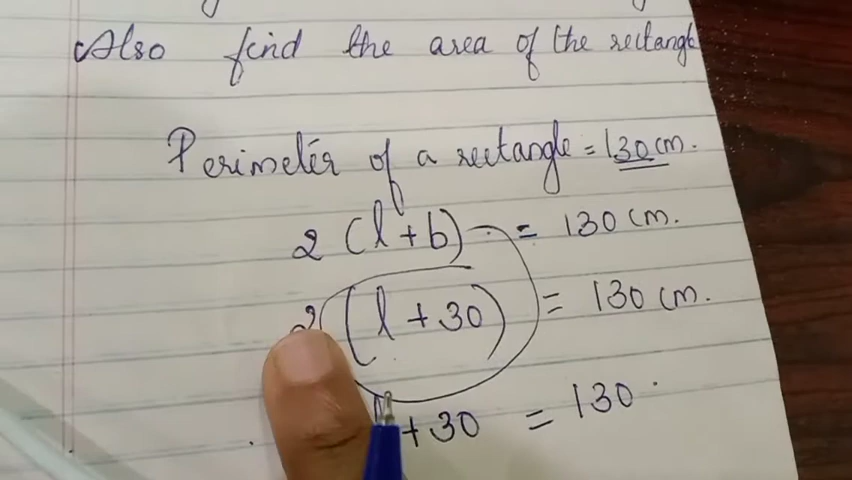 Also find the area of the rectangle
Perimeter of a rectangle = 130 cm.
2 (l + b) = 130 cm.
2 (l + 30) = 130 cm.
+ 30 = 130